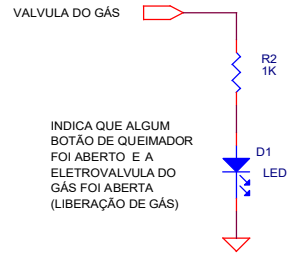 VALVULA DO GÁS
R2
1K
INDICA QUE ALGUM
BOTÃO DE QUEIMADOR
FOI ABERTO E A
ELETROVALVULA DO
GÁS FOI ABERTA
(LIBERAÇÃO DE GÁS)
D1
LED